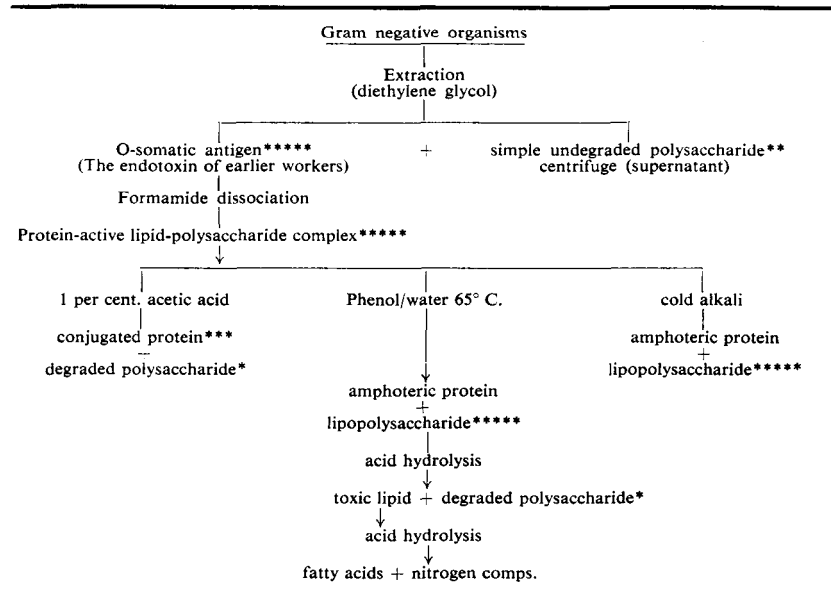 Gram negative organisms
Extraction
(diethylene glycol)
O-somatic antigen*****
(The endotoxin of earlier workers)
+
simple undegraded polysaccharide**
centrifuge (supernatant)
Formamide dissociation
Protein-active lipid-polysaccharide complex*****
1 per cent. acetic acid
conjugated protein***
–
degraded polysaccharide*
Phenol/water 65° C.
cold alkali
amphoteric protein
+
lipopolysaccharide*****
amphoteric protein
+
lipopolysaccharide*****
acid hydrolysis
toxic lipid + degraded polysaccharide*
acid hydrolysis
fatty acids + nitrogen comps.